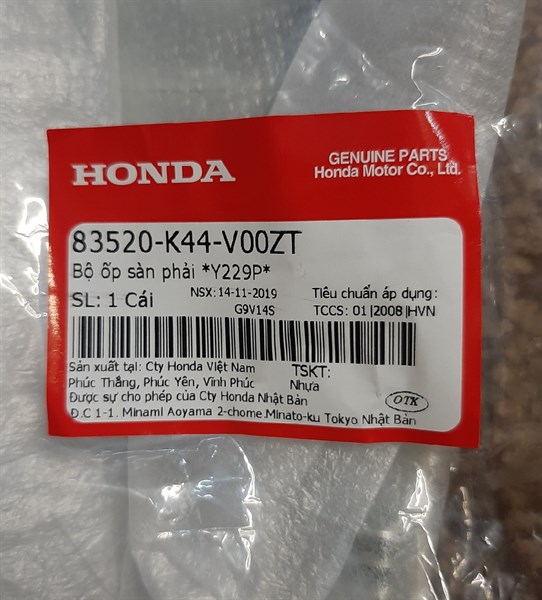 HONDA
GENUINE PARTS
Honda Motor Co., Ltd.
83520-K44-V00ZT
Bộ ốp sàn phải *Y229P*
SL: 1 Cái
NSX: 14-11-2019
G9V14S
Tiêu chuẩn áp dụng:
TCCS: 01|2008|HVN
Sản xuất tại: Cty Honda Việt Nam
Phúc Thắng, Phúc Yên, Vĩnh Phúc
Được sự cho phép của Cty Honda Nhật Bản
Đ.C 1-1. Minami Aoyama 2-chome.Minato-ku Tokyo Nhật Bản
TSKT:
Nhựa
OTK